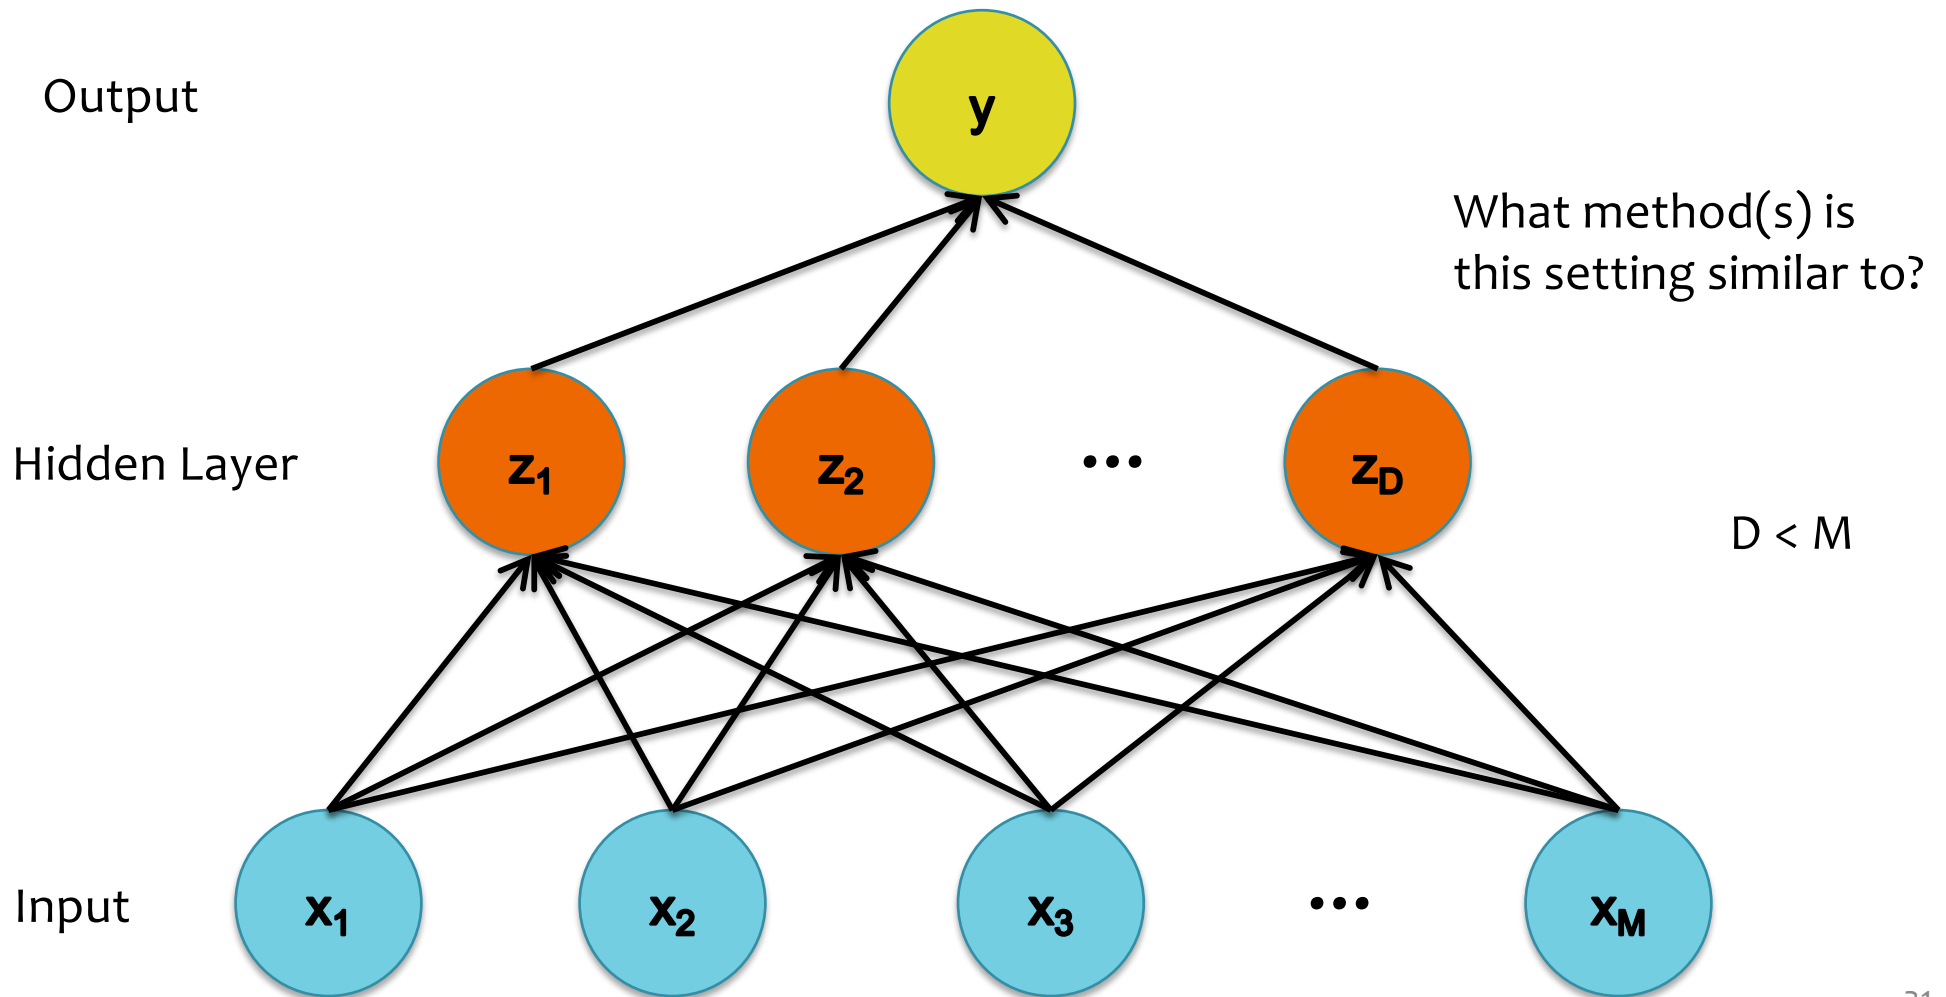 Output
y
What method(s) is
this setting similar to?
Hidden Layer
z1
z2
...
zD
D < M
Input
x1
x2
x3
...
xM